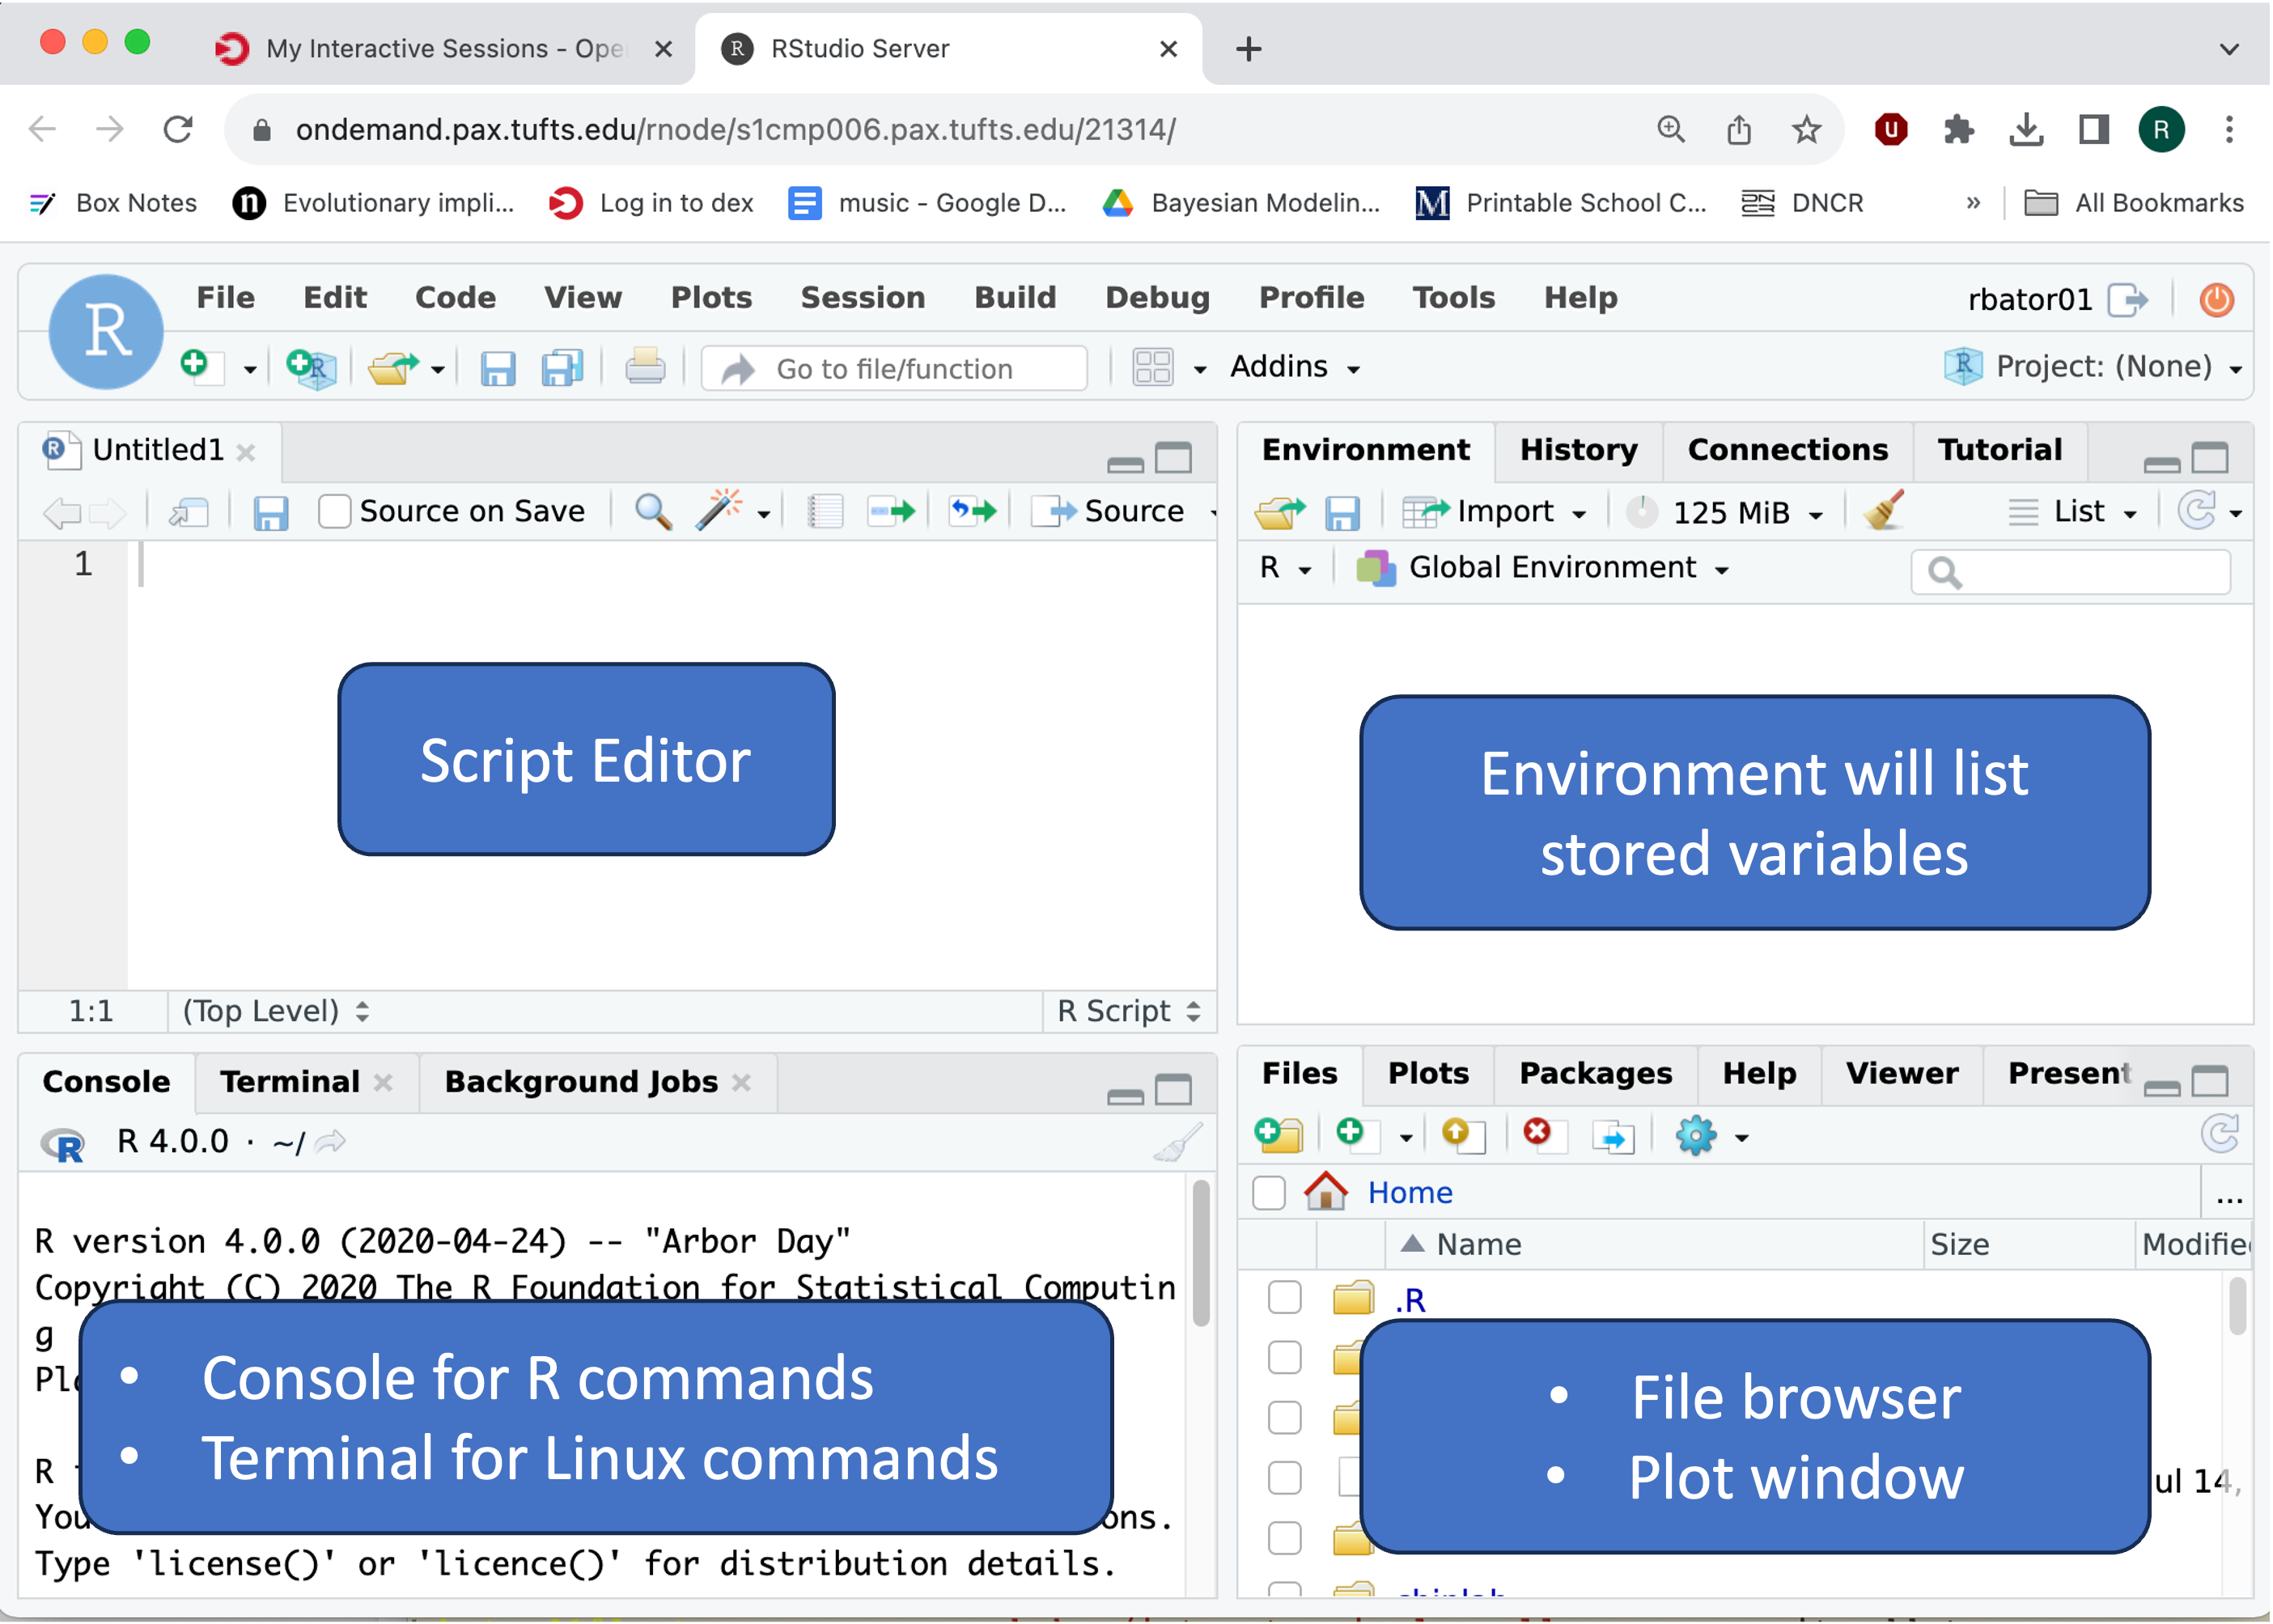 My Interactive Sessions - Ope
RStudio Server
ondemand.pax.tufts.edu/rnode/s1cmp006.pax.tufts.edu/21314/
U
R
Box Notes
n
Evolutionary impli...
Log in to dex
music - Google D...
Bayesian Modelin...
M
Printable School C...
DNCR
»
All Bookmarks
R
File Edit Code View Plots Session Build Debug Profile Tools Help
rbator01
Go to file/function
Addins
Project: (None)
Untitled1
Source on Save
Source
1
Script Editor
1:1
(Top Level)
R Script
Environment History Connections Tutorial
Import
125 MiB
List
R
Global Environment
Environment will list
stored variables
Console Terminal Background Jobs
R 4.0.0 · ~/
R version 4.0.0 (2020-04-24) -- "Arbor Day"
Copyright (C) 2020 The R Foundation for Statistical Computin
g
• Console for R commands
• Terminal for Linux commands
Type 'license()' or 'licence()' for distribution details.
Files Plots Packages Help Viewer Present
Home
...
Name Size Modifie
.R
• File browser
• Plot window
ul 14,